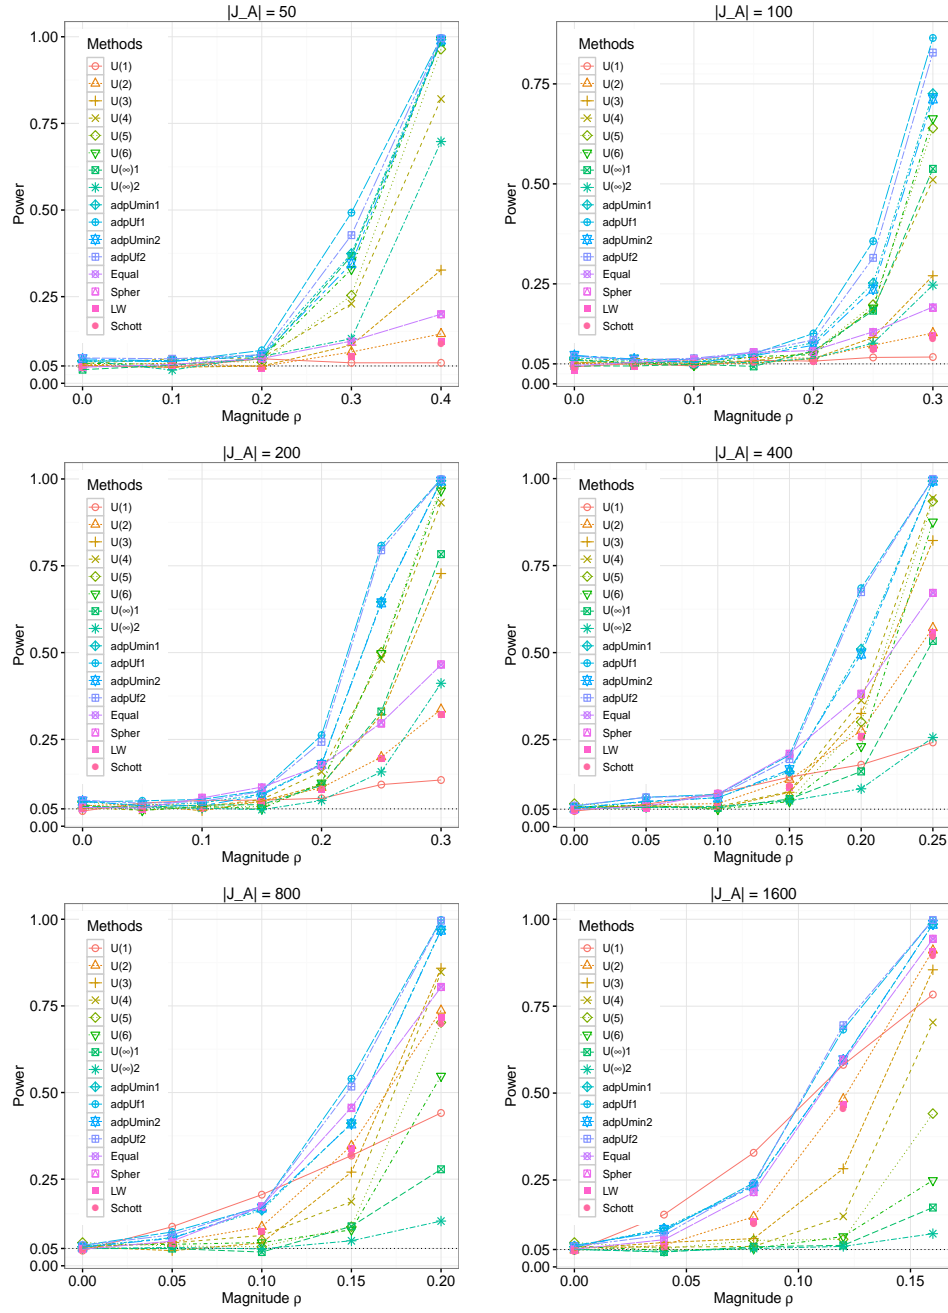 |J_A| = 50
Methods
U(1)
U(2)
U(3)
U(4)
U(5)
U(6)
U(∞)1
U(∞)2
adpUmin1
adpUf1
adpUmin2
adpUf2
Equal
Spher
LW
Schott
Power
1.00
0.75
0.50
0.25
0.05
0.00
0.0 0.1 0.2 0.3 0.4
Magnitude ρ
|J_A| = 100
Methods
U(1)
U(2)
U(3)
U(4)
U(5)
U(6)
U(∞)1
U(∞)2
adpUmin1
adpUf1
adpUmin2
adpUf2
Equal
Spher
LW
Schott
Power
0.75
0.50
0.25
0.05
0.00
0.0 0.1 0.2 0.3
Magnitude ρ
|J_A| = 200
Methods
U(1)
U(2)
U(3)
U(4)
U(5)
U(6)
U(∞)1
U(∞)2
adpUmin1
adpUf1
adpUmin2
adpUf2
Equal
Spher
LW
Schott
Power
1.00
0.75
0.50
0.25
0.05
0.00
0.0 0.1 0.2 0.3
Magnitude ρ
|J_A| = 400
Methods
U(1)
U(2)
U(3)
U(4)
U(5)
U(6)
U(∞)1
U(∞)2
adpUmin1
adpUf1
adpUmin2
adpUf2
Equal
Spher
LW
Schott
Power
1.00
0.75
0.50
0.25
0.05
0.00
0.00 0.05 0.10 0.15 0.20 0.25
Magnitude ρ
|J_A| = 800
Methods
U(1)
U(2)
U(3)
U(4)
U(5)
U(6)
U(∞)1
U(∞)2
adpUmin1
adpUf1
adpUmin2
adpUf2
Equal
Spher
LW
Schott
Power
1.00
0.75
0.50
0.25
0.05
0.00
0.00 0.05 0.10 0.15 0.20
Magnitude ρ
|J_A| = 1600
Methods
U(1)
U(2)
U(3)
U(4)
U(5)
U(6)
U(∞)1
U(∞)2
adpUmin1
adpUf1
adpUmin2
adpUf2
Equal
Spher
LW
Schott
Power
1.00
0.75
0.50
0.25
0.05
0.00
0.00 0.05 0.10 0.15
Magnitude ρ